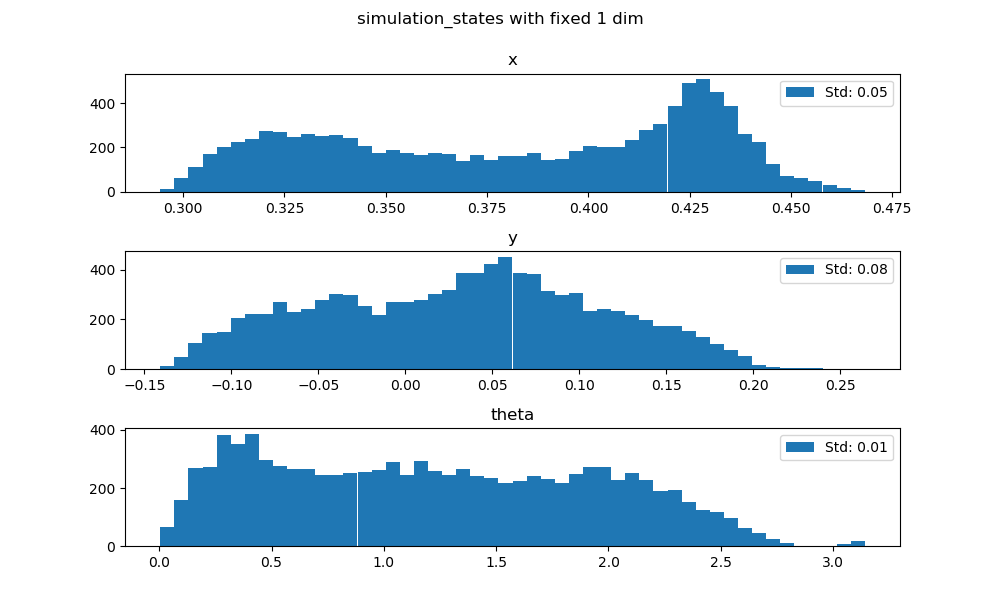 simulation_states with fixed 1 dim
x
400
200
0
Std: 0.05
0.300 0.325 0.350 0.375 0.400 0.425 0.450 0.475
y
400
200
0
Std: 0.08
−0.15 −0.10 −0.05 0.00 0.05 0.10 0.15 0.20 0.25
theta
400
200
0
Std: 0.01
0.0 0.5 1.0 1.5 2.0 2.5 3.0